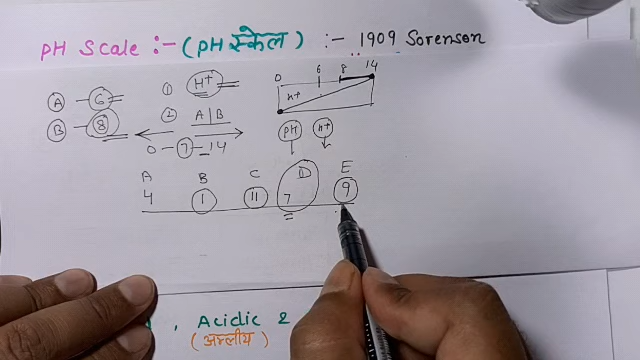 pH Scale :- (pH स्केल) :- 1909 Sorenson
A - 6 ① H+ 0 6 8 14
B - 8 ② A|B H+
0 - 7 - 14 pH H+
A B C D E
4 1 11 7 9
, Acidic &
(अम्लीय)